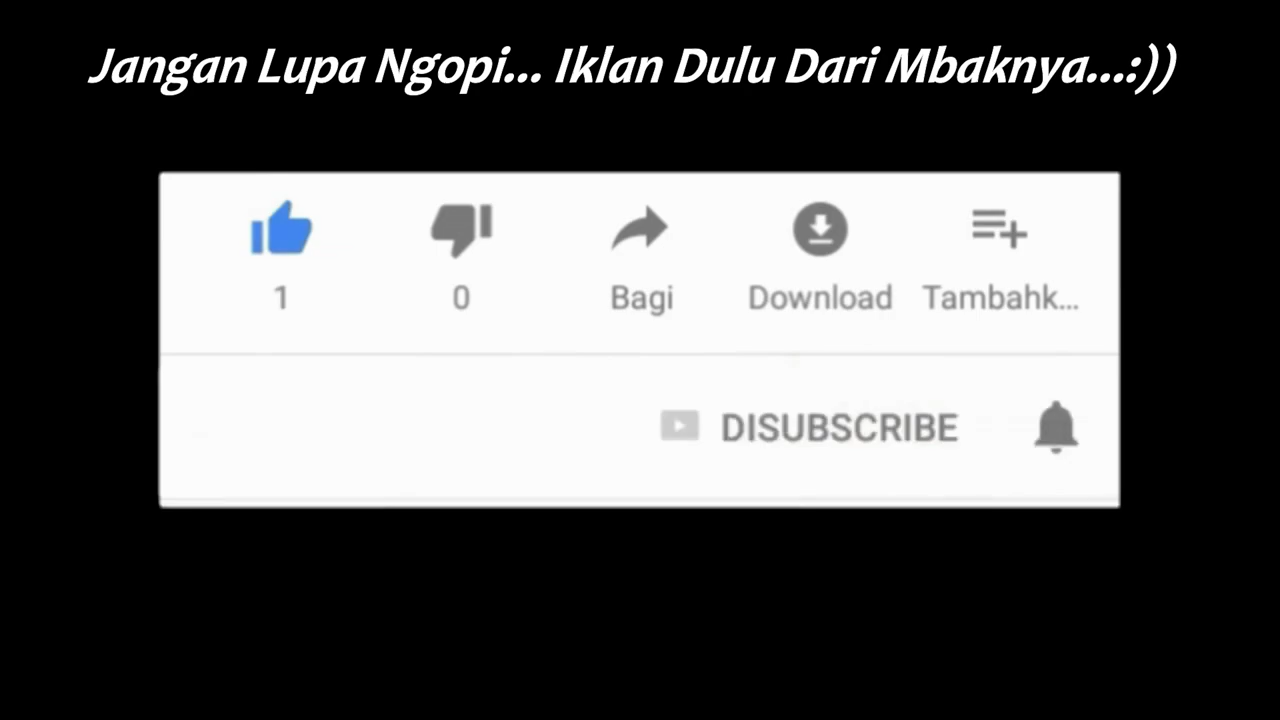 Jangan Lupa Ngopi... Iklan Dulu Dari Mbaknya...:))
1 0 Bagi Download Tambahk...
DISUBSCRIBE